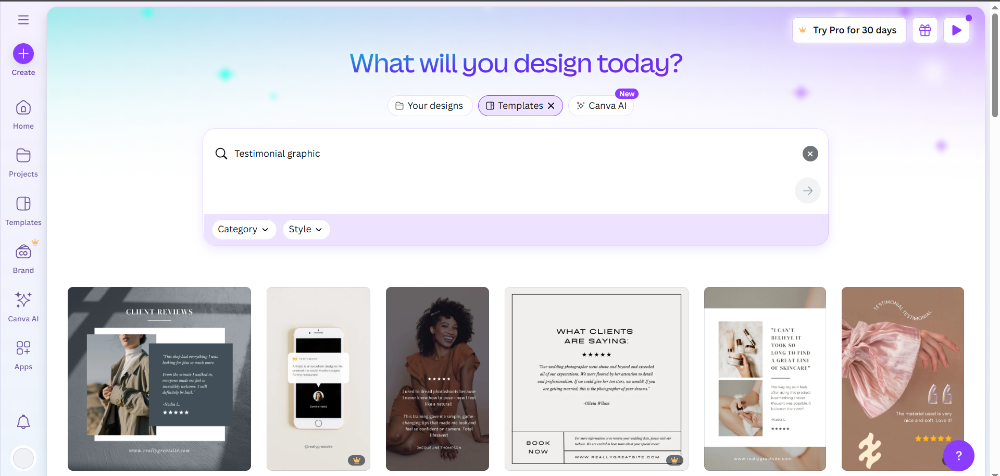 Try Pro for 30 days
Create
What will you design today?
New
Your designs
Templates
Canva AI
Home
Testimonial graphic
Projects
Templates
Category
Style
Brand
CO
Canva AI
Apps
CLIENT REVIEWS
"This shop had everything I was
looking for plus so much more.
From the minute I walked in,
everyone made me feel so
incredibly welcome. I will
definitely be back."
-Nadia L.
www.reallygreatsite.com
TESTIMONY
Alfredo is an excellent designer. He
created the social media designs
for my restaurant.
Samira Hadid
@reallygreatsite
I used to dread photoshoots because
I never knew how to pose—now I feel
like a natural!
This training gave me simple, game-
changing tips that made me look and
feel so confident on camera. Total
lifesaver!
JACQUELINE THOMPSON
WHAT CLIENTS
ARE SAYING:
"Our wedding photographer went above and beyond and exceeded
all of our expectations. We were floored by her attention to detail
and professionalism. If we could give her ten stars, we would! If you
are getting married, this is the photographer of your dreams."
-Olivia Wilson
BOOK
NOW
For more information or to reserve your wedding date, please visit our
website. We are excited to hear more about your special event!
WWW.REALLYGREATSITE.COM
"I CAN'T
BELIEVE IT
TOOK SO
LONG TO FIND
A GREAT LINE
OF SKINCARE"
The way my skin feels
after using this product
is something I never
thought was possible. It
is clearer than ever!
-Nadia L.
www.reallygreatsite.com
TESTIMONIAL TESTIMONIAL
The material used is very
nice and soft. Love it!
?